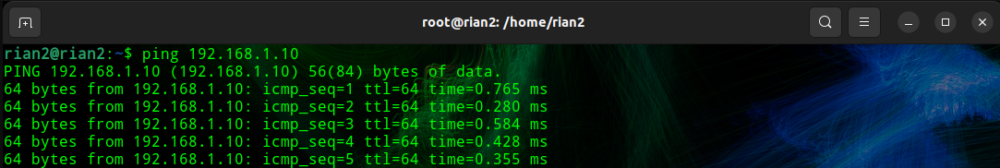 root@rian2: /home/rian2
rian2@rian2:~$ ping 192.168.1.10
PING 192.168.1.10 (192.168.1.10) 56(84) bytes of data.
64 bytes from 192.168.1.10: icmp_seq=1 ttl=64 time=0.765 ms
64 bytes from 192.168.1.10: icmp_seq=2 ttl=64 time=0.280 ms
64 bytes from 192.168.1.10: icmp_seq=3 ttl=64 time=0.584 ms
64 bytes from 192.168.1.10: icmp_seq=4 ttl=64 time=0.428 ms
64 bytes from 192.168.1.10: icmp_seq=5 ttl=64 time=0.355 ms